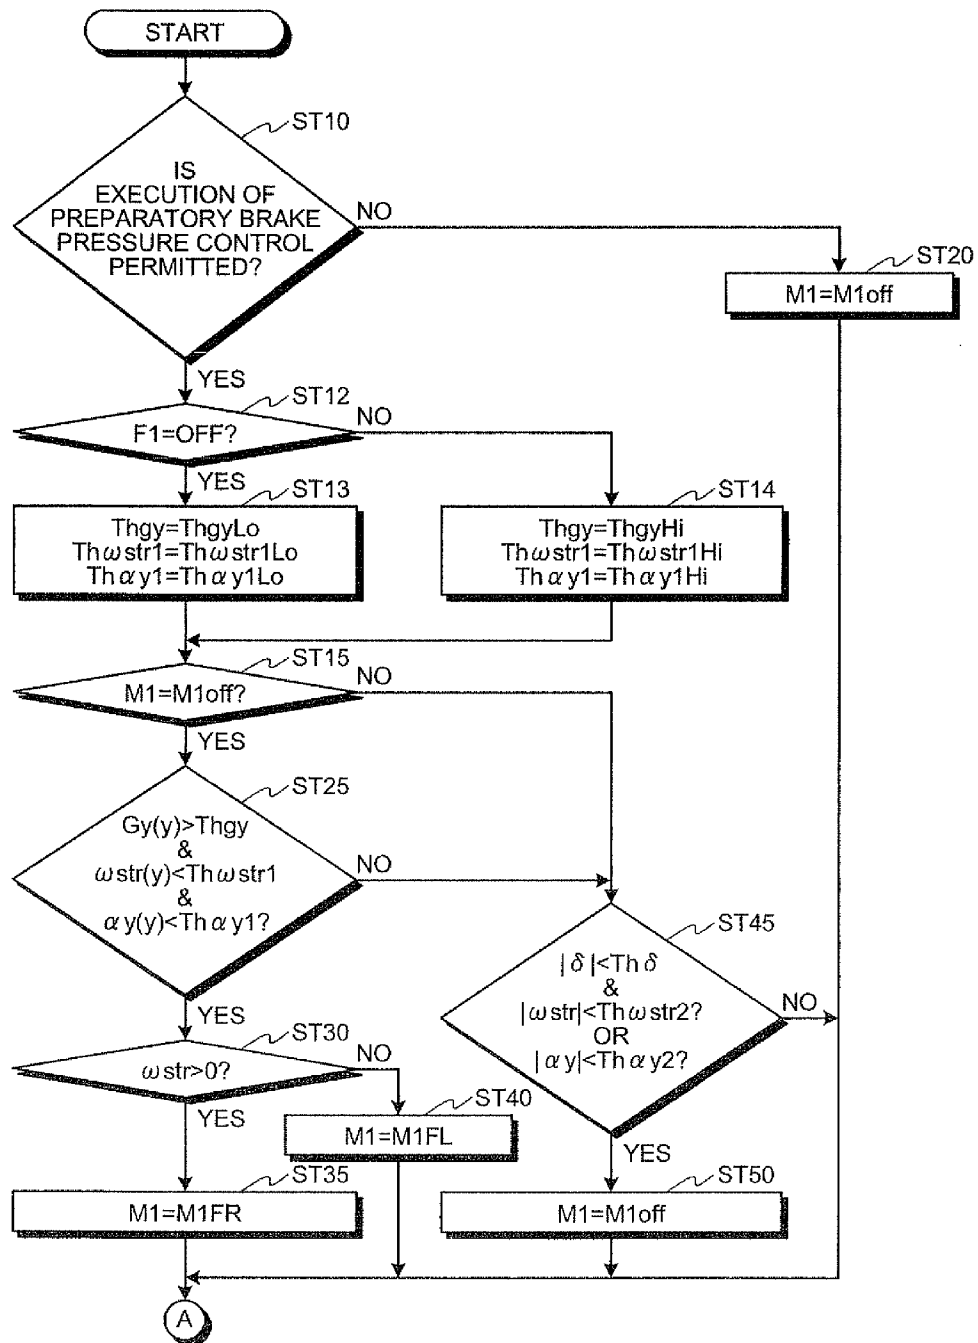 START
ST10
IS
EXECUTION OF
PREPARATORY BRAKE
PRESSURE CONTROL
PERMITTED?
NO
ST20
M1=M1off
YES
ST12
F1=OFF?
NO
YES
ST13
Thgy=ThgyLo
Thωstr1=Thωstr1Lo
Thαy1=Thαy1Lo
ST14
Thgy=ThgyHi
Thωstr1=Thωstr1Hi
Thαy1=Thαy1Hi
ST15
M1=M1off?
NO
YES
ST25
Gy(y)>Thgy
&
ωstr(y)<Thωstr1
&
αy(y)<Thαy1?
NO
YES
ST45
|δ|<Thδ
&
|ωstr|<Thωstr2?
OR
|αy|<Thαy2?
NO
YES
ST30
ωstr>0?
NO
YES
ST40
M1=M1FL
ST35
M1=M1FR
ST50
M1=M1off
A